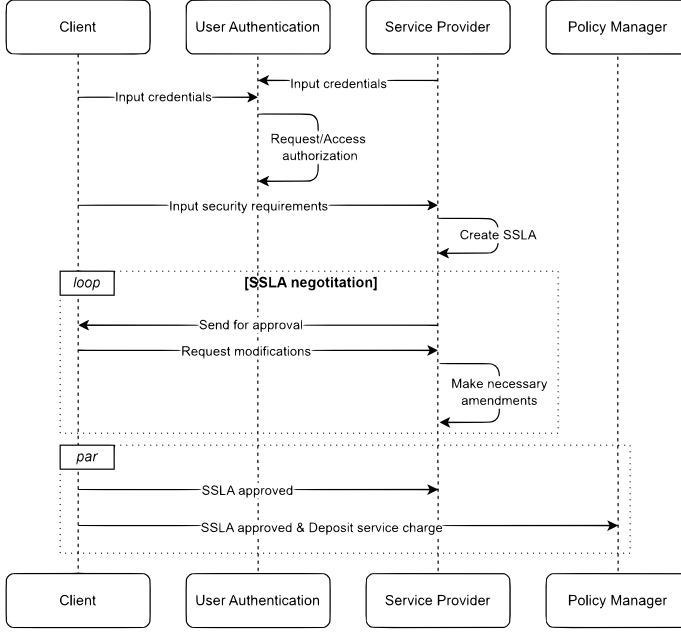 Client
User Authentication
Service Provider
Policy Manager
Input credentials
Input credentials
Request/Access
authorization
Input security requirements
Create SSLA
loop
[SSLA negotitation]
Send for approval
Request modifications
Make necessary
amendments
par
SSLA approved
SSLA approved & Deposit service charge
Client
User Authentication
Service Provider
Policy Manager